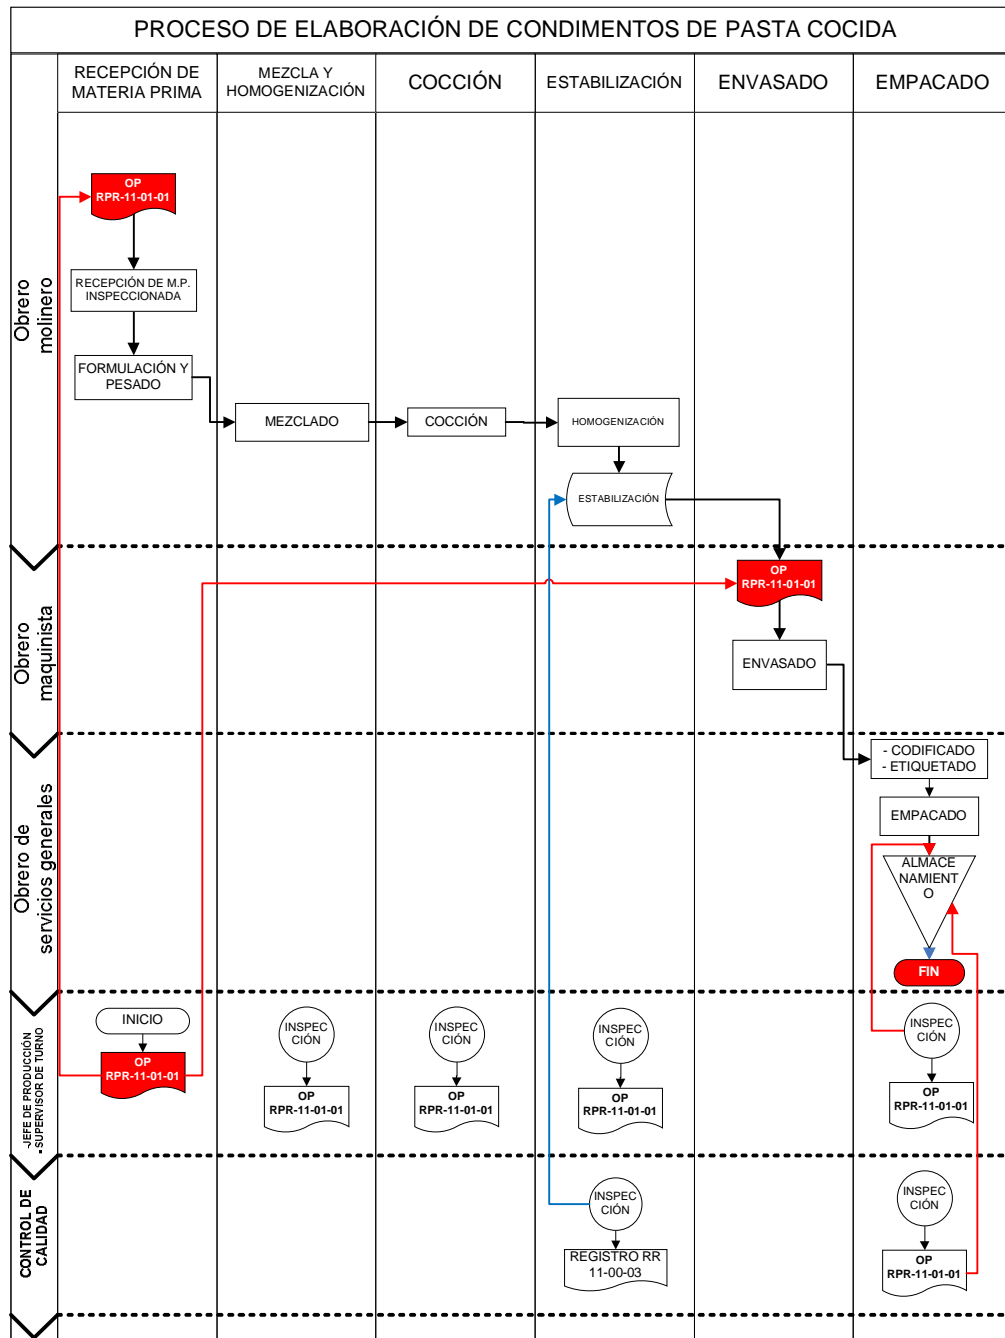 PROCESO DE ELABORACIÓN DE CONDIMENTOS DE PASTA COCIDA
RECEPCIÓN DE
MATERIA PRIMA
MEZCLA Y
HOMOGENIZACIÓN
COCCIÓN
ESTABILIZACIÓN
ENVASADO
EMPACADO
Obrero
molinero
OP
RPR-11-01-01
RECEPCIÓN DE M.P.
INSPECCIONADA
FORMULACIÓN Y
PESADO
MEZCLADO
COCCIÓN
HOMOGENIZACIÓN
ESTABILIZACIÓN
Obrero
maquinista
OP
RPR-11-01-01
ENVASADO
Obrero de
servicios generales
- CODIFICADO
- ETIQUETADO
EMPACADO
ALMACE
NAMIENT
O
FIN
-JEFE DE PRODUCCIÓN
-SUPERVISOR DE TURNO
INICIO
OP
RPR-11-01-01
INSPEC
CIÓN
OP
RPR-11-01-01
INSPEC
CIÓN
OP
RPR-11-01-01
INSPEC
CIÓN
OP
RPR-11-01-01
INSPEC
CIÓN
OP
RPR-11-01-01
CONTROL DE
CALIDAD
INSPEC
CIÓN
REGISTRO RR
11-00-03
INSPEC
CIÓN
OP
RPR-11-01-01